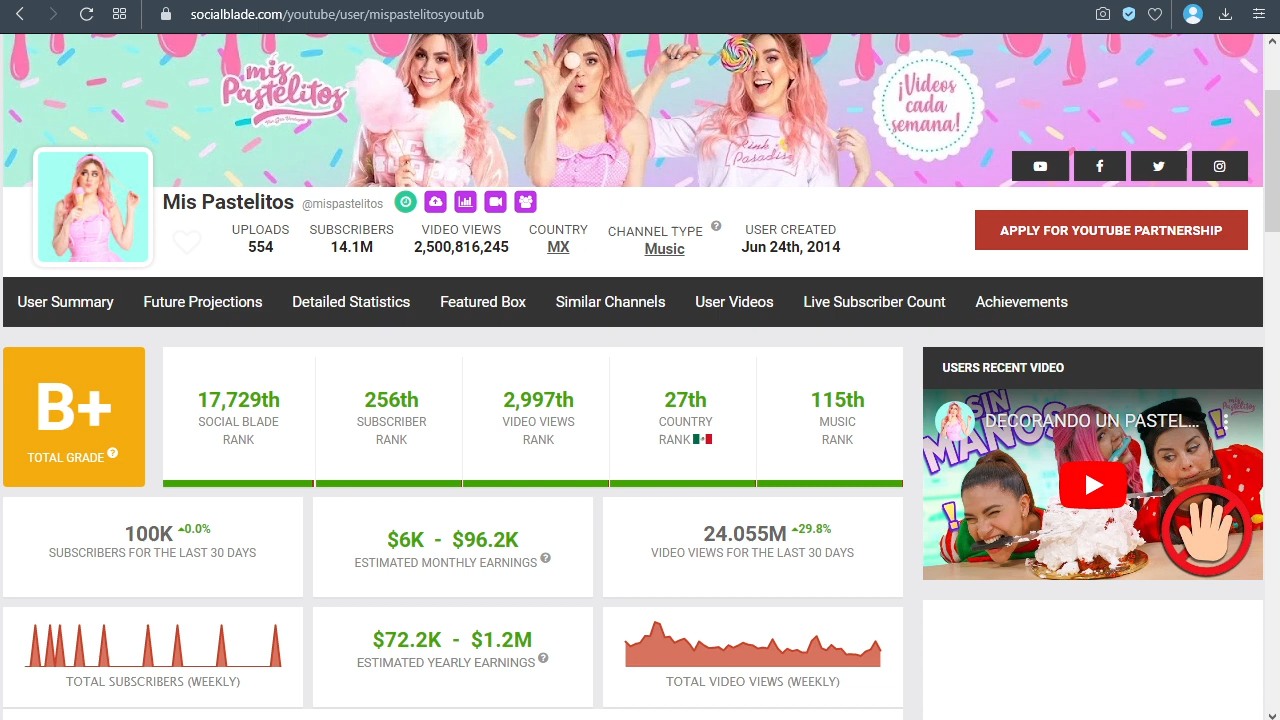 socialblade.com/youtube/user/mispastelitosyoutub
mis
Pastelitos
¡Videos
cada
semana!
Pink
Paradise
Mis Pastelitos @mispastelitos
UPLOADS
554
SUBSCRIBERS
14.1M
VIDEO VIEWS
2,500,816,245
COUNTRY
MX
CHANNEL TYPE ?
Music
USER CREATED
Jun 24th, 2014
APPLY FOR YOUTUBE PARTNERSHIP
User Summary
Future Projections
Detailed Statistics
Featured Box
Similar Channels
User Videos
Live Subscriber Count
Achievements
B+
TOTAL GRADE ?
17,729th
SOCIAL BLADE
RANK
256th
SUBSCRIBER
RANK
2,997th
VIDEO VIEWS
RANK
27th
COUNTRY
RANK
115th
MUSIC
RANK
USERS RECENT VIDEO
SIN
MANOS
mis
Pastelitos
DECORANDO UN PASTEL...
100K 0.0%
SUBSCRIBERS FOR THE LAST 30 DAYS
$6K - $96.2K
ESTIMATED MONTHLY EARNINGS ?
24.055M 29.8%
VIDEO VIEWS FOR THE LAST 30 DAYS
TOTAL SUBSCRIBERS (WEEKLY)
$72.2K - $1.2M
ESTIMATED YEARLY EARNINGS ?
TOTAL VIDEO VIEWS (WEEKLY)